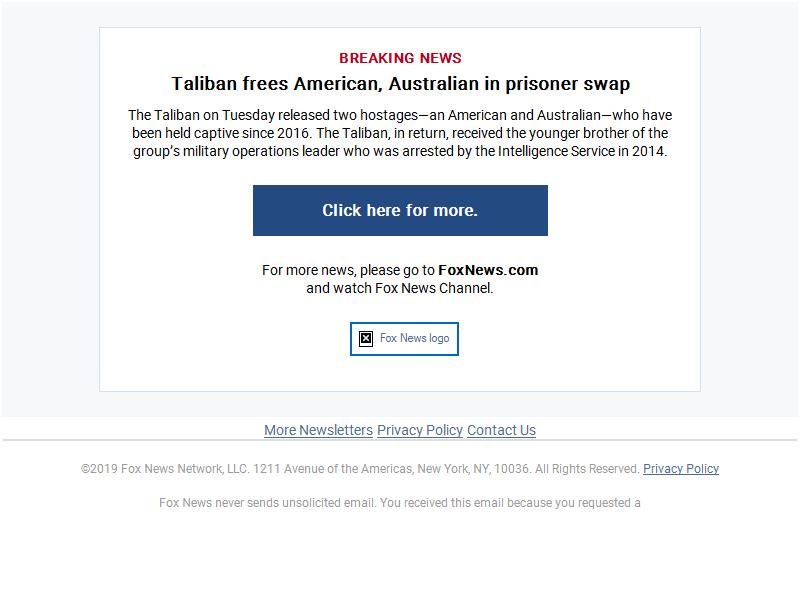 BREAKING NEWS
Taliban frees American, Australian in prisoner swap
The Taliban on Tuesday released two hostages—an American and Australian—who have
been held captive since 2016. The Taliban, in return, received the younger brother of the
group’s military operations leader who was arrested by the Intelligence Service in 2014.
Click here for more.
For more news, please go to FoxNews.com
and watch Fox News Channel.
Fox News logo
More Newsletters Privacy Policy Contact Us
©2019 Fox News Network, LLC. 1211 Avenue of the Americas, New York, NY, 10036. All Rights Reserved. Privacy Policy
Fox News never sends unsolicited email. You received this email because you requested a